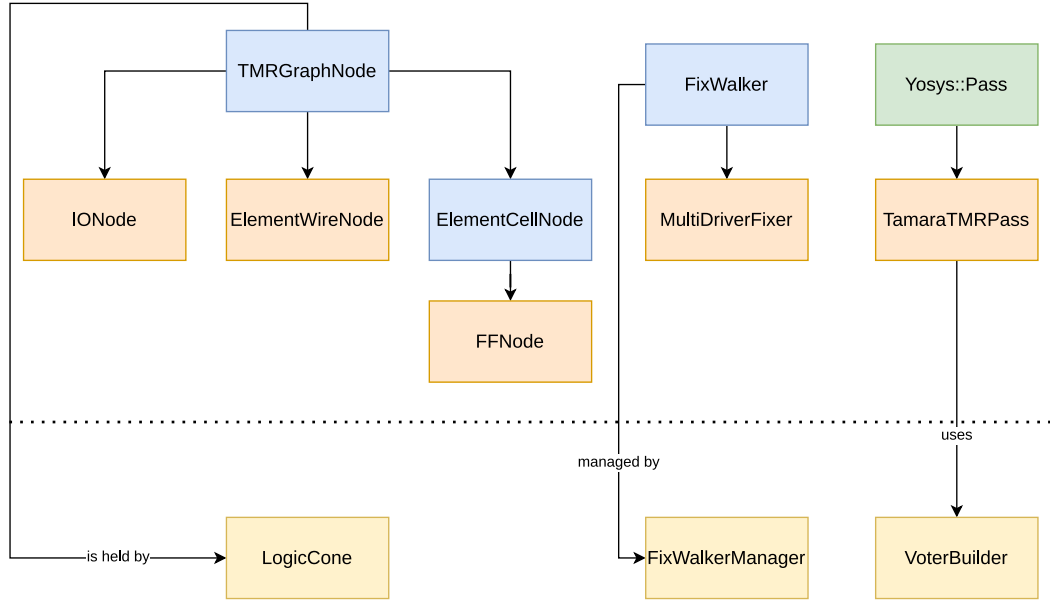 TMRGraphNode
FixWalker
Yosys::Pass
IONode
ElementWireNode
ElementCellNode
MultiDriverFixer
TamaraTMRPass
FFNode
uses
managed by
is held by
LogicCone
FixWalkerManager
VoterBuilder